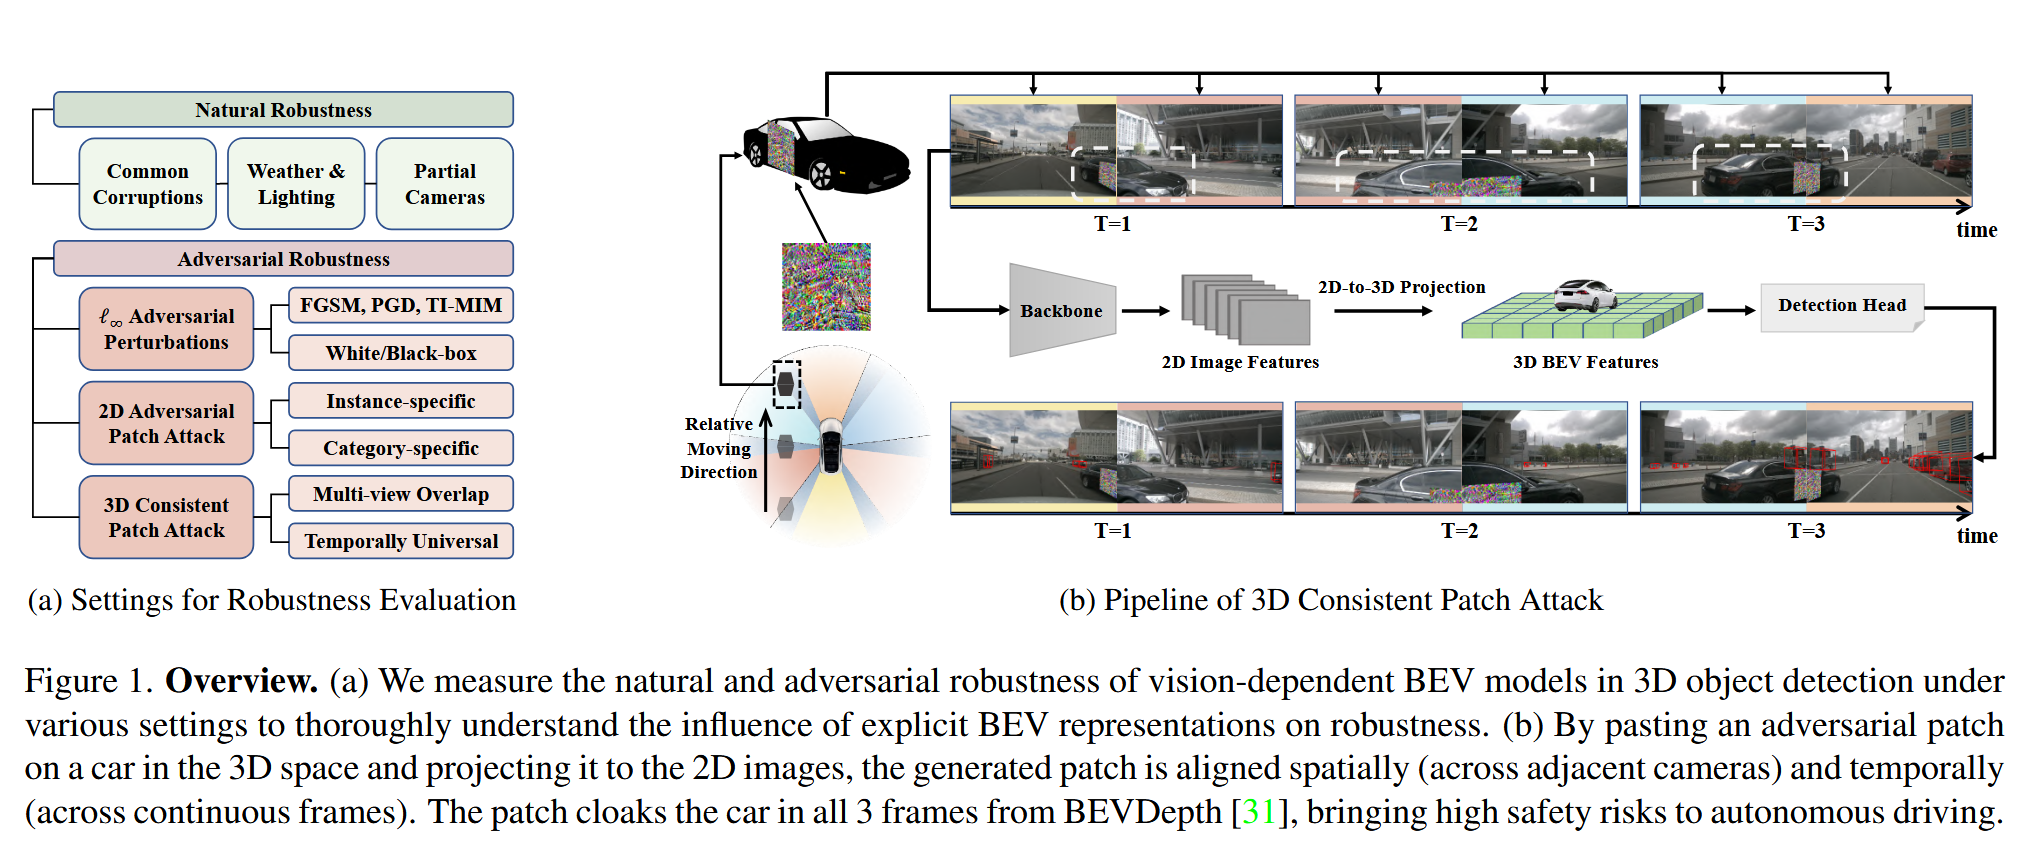 Natural Robustness
Common
Corruptions
Weather &
Lighting
Partial
Cameras
Adversarial Robustness
ℓ∞ Adversarial
Perturbations
FGSM, PGD, TI-MIM
White/Black-box
2D Adversarial
Patch Attack
Instance-specific
Category-specific
3D Consistent
Patch Attack
Multi-view Overlap
Temporally Universal
(a) Settings for Robustness Evaluation
T=1
T=2
T=3
time
Backbone
2D Image Features
2D-to-3D Projection
3D BEV Features
Detection Head
Relative
Moving
Direction
T=1
T=2
T=3
time
(b) Pipeline of 3D Consistent Patch Attack
Figure 1. Overview. (a) We measure the natural and adversarial robustness of vision-dependent BEV models in 3D object detection under
various settings to thoroughly understand the influence of explicit BEV representations on robustness. (b) By pasting an adversarial patch
on a car in the 3D space and projecting it to the 2D images, the generated patch is aligned spatially (across adjacent cameras) and temporally
(across continuous frames). The patch cloaks the car in all 3 frames from BEVDepth [31], bringing high safety risks to autonomous driving.